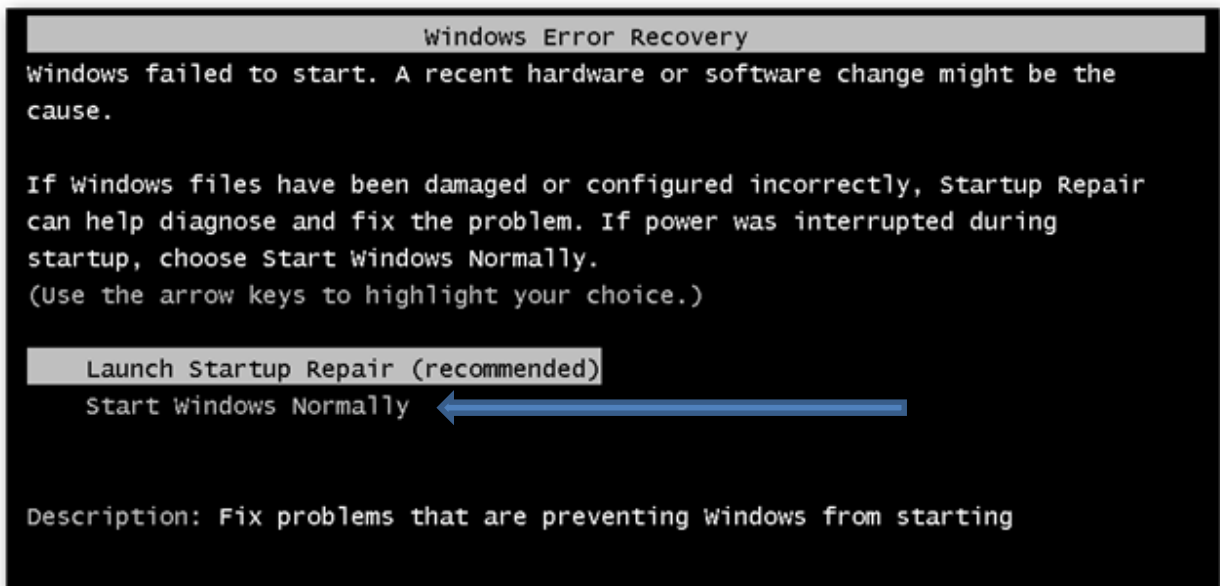 Windows Error Recovery
Windows failed to start. A recent hardware or software change might be the
cause.
If Windows files have been damaged or configured incorrectly, Startup Repair
can help diagnose and fix the problem. If power was interrupted during
startup, choose Start Windows Normally.
(Use the arrow keys to highlight your choice.)
Launch Startup Repair (recommended)
Start Windows Normally
Description: Fix problems that are preventing Windows from starting